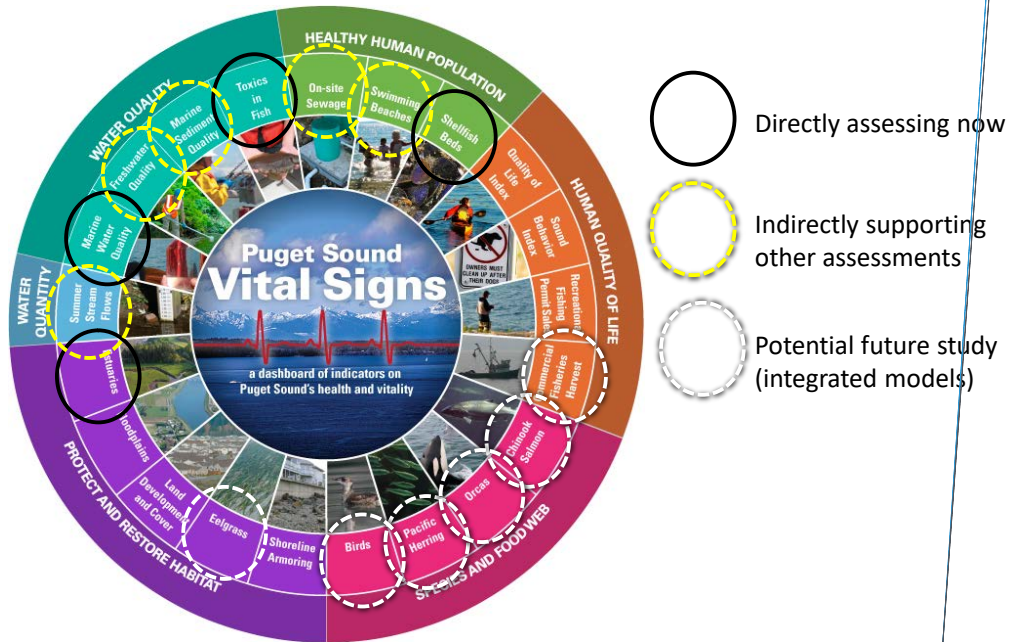 HEALTHY HUMAN POPULATION
On-site
Sewage
Swimming
Beaches
Shellfish
Beds
HUMAN QUALITY OF LIFE
Quality of
Life
Index
Sound
Behavior
Index
Recreational
Fishing
Permit Sales
Commercial
Fisheries
Harvest
SPECIES AND FOOD WEB
Chinook
Salmon
Orcas
Pacific
Herring
Birds
PROTECT AND RESTORE HABITAT
Shoreline
Armoring
Eelgrass
Land
Development
and Cover
Floodplains
Estuaries
WATER
QUANTITY
Summer
Stream
Flows
WATER QUALITY
Marine
Water
Quality
Freshwater
Quality
Marine
Sediment
Quality
Toxics
in
Fish
OWNERS MUST
CLEAN UP AFTER
THEIR DOGS
Puget Sound
Vital Signs
a dashboard of indicators on
Puget Sound's health and vitality
Directly assessing now
Indirectly supporting
other assessments
Potential future study
(integrated models)